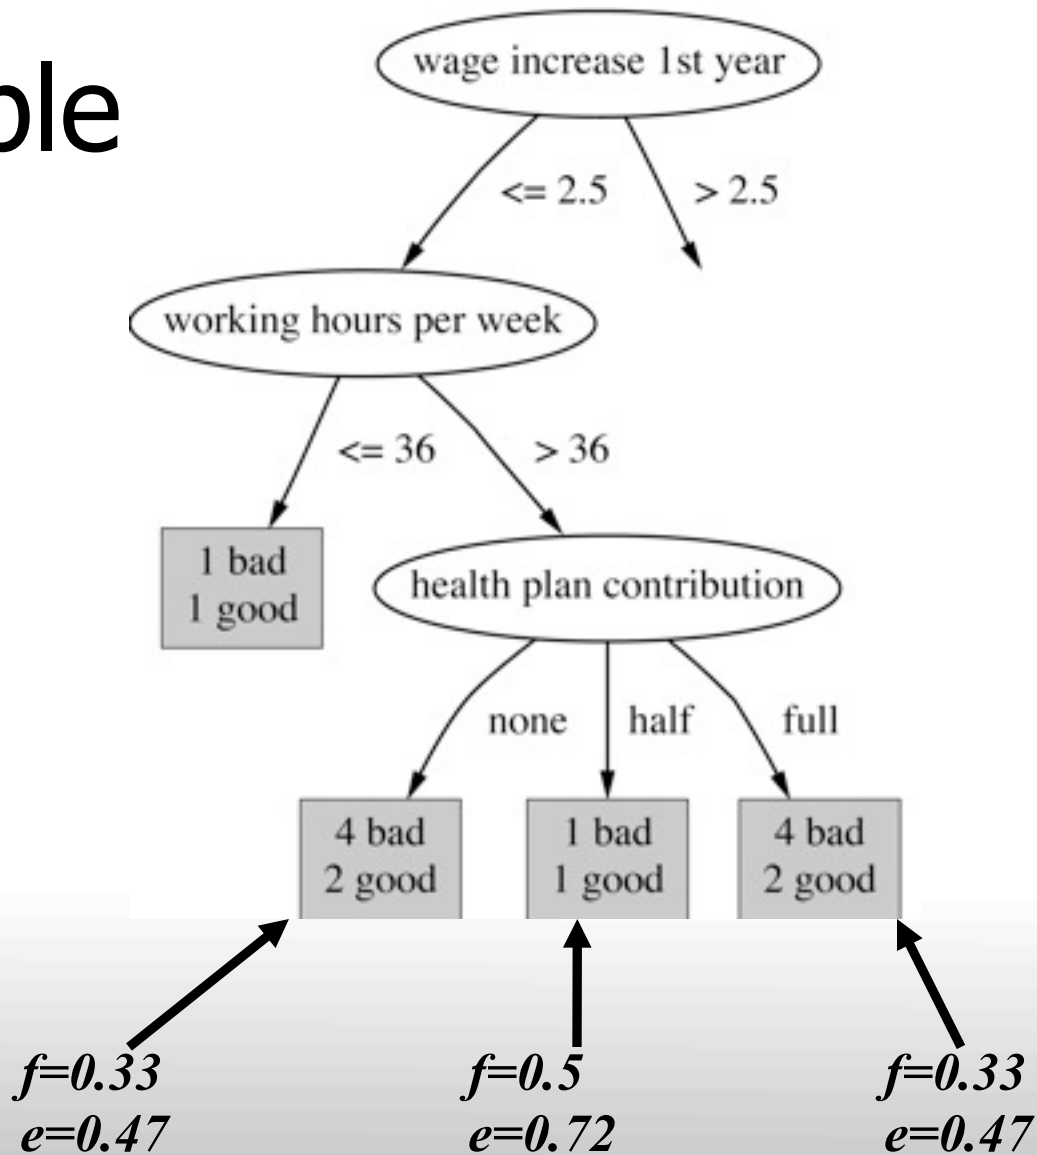 ple
wage increase 1st year
<= 2.5
> 2.5
working hours per week
<= 36
> 36
1 bad
1 good
health plan contribution
none
half
full
4 bad
2 good
1 bad
1 good
4 bad
2 good
f=0.33
e=0.47
f=0.5
e=0.72
f=0.33
e=0.47